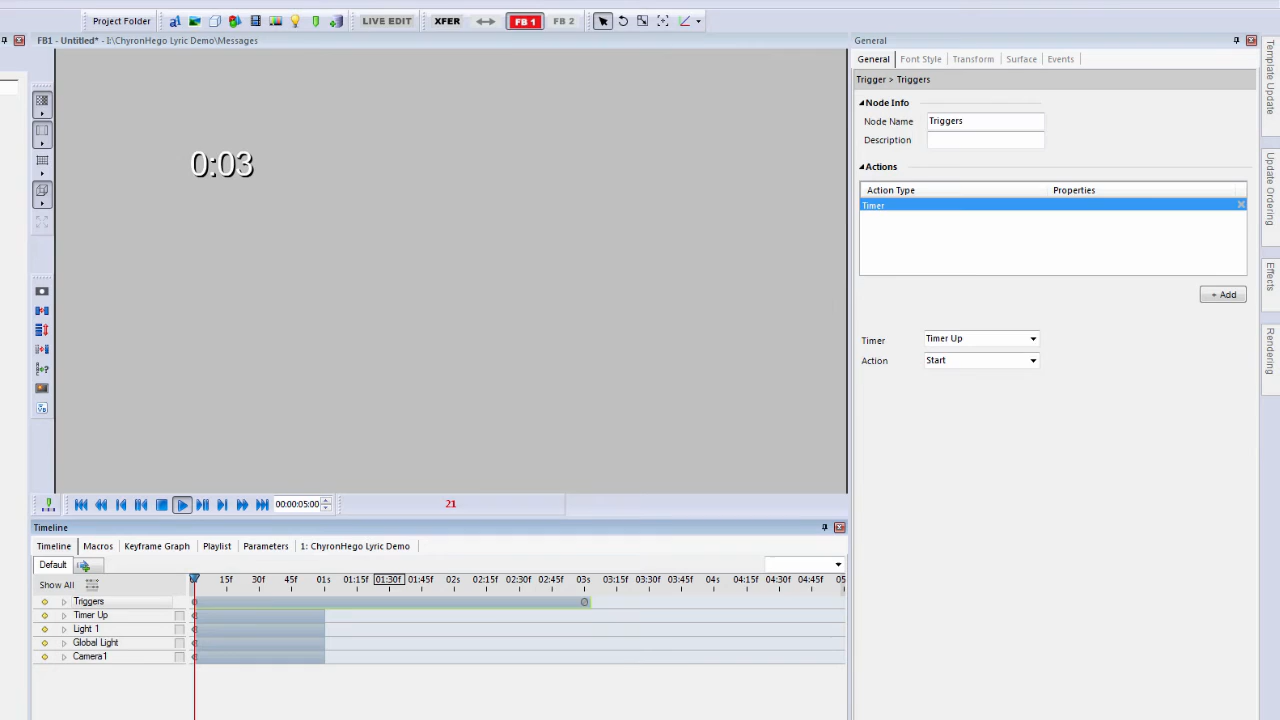 Project Folder
LIVE EDIT
XFER
FB 1
FB 2
FB1 - Untitled* - I:\ChyronHego Lyric Demo\Messages
General
General Font Style Transform Surface Events
Trigger > Triggers
Node Info
Node Name Triggers
Description
Actions
Action Type Properties
Timer
+ Add
Timer Timer Up
Action Start
0:03
Template Update
Update Ordering
Effects
Rendering
00:00:05:00
21
Timeline
Timeline Macros Keyframe Graph Playlist Parameters 1: ChyronHego Lyric Demo
Default
Show All
15f 30f 45f 01s 01:15f 01:30f 01:45f 02s 02:15f 02:30f 02:45f 03s 03:15f 03:30f 03:45f 04s 04:15f 04:30f 04:45f
Triggers
Timer Up
Light 1
Global Light
Camera1